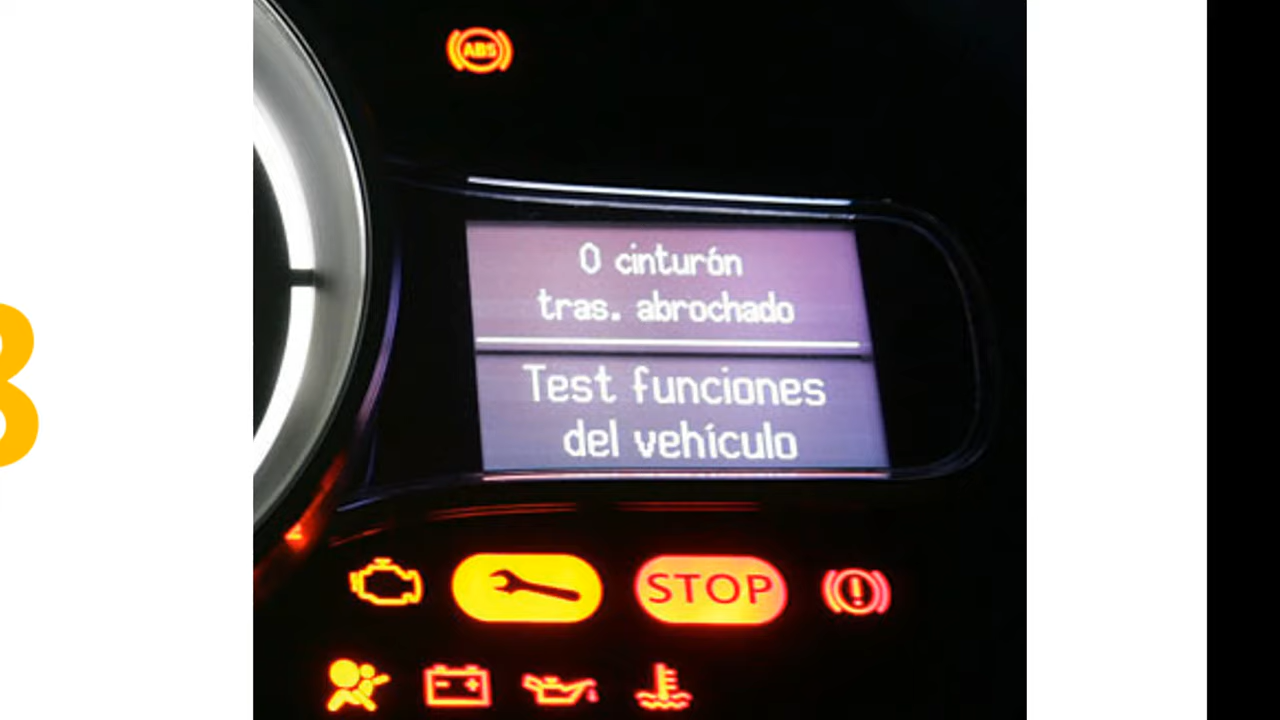 ABS
0 cinturón
tras. abrochado
Test funciones
del vehículo
STOP